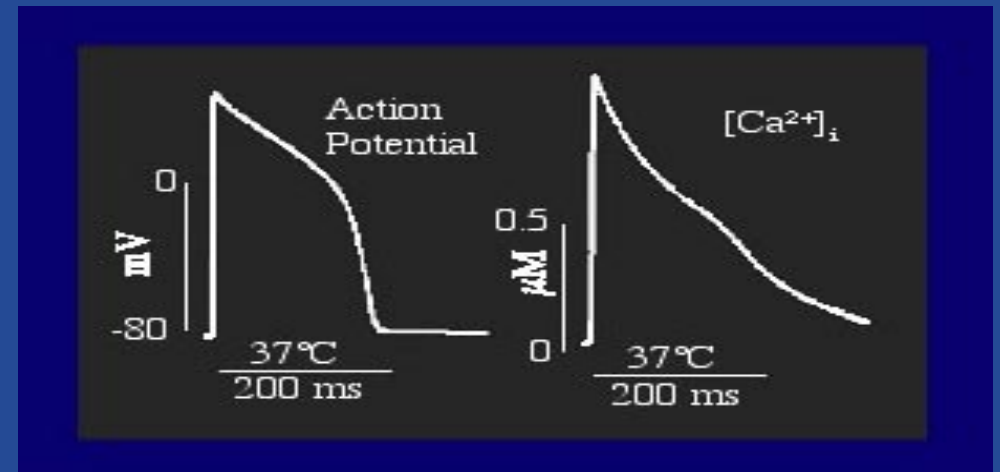 Action
Potential
0
mV
-80
37°C
200 ms
[Ca²⁺]ᵢ
0.5
µM
0
37°C
200 ms